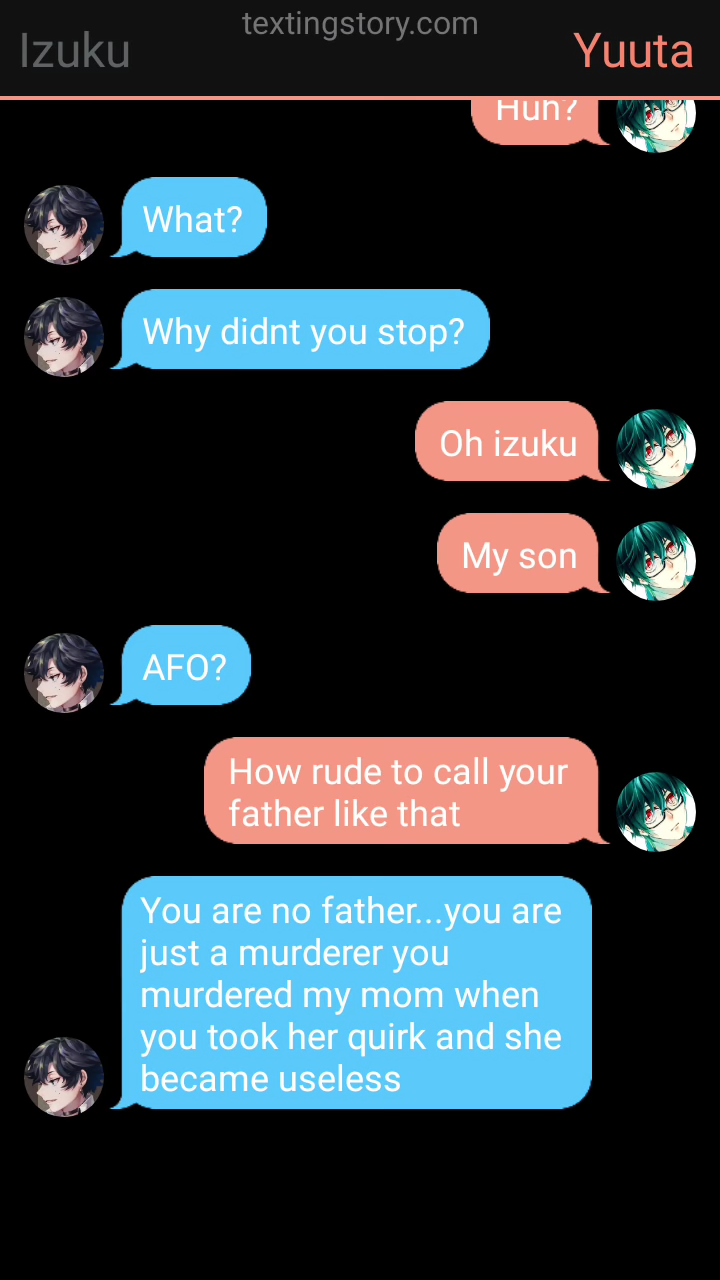 textingstory.com
Izuku
Yuuta
Huh?
What?
Why didnt you stop?
Oh izuku
My son
AFO?
How rude to call your
father like that
You are no father...you are
just a murderer you
murdered my mom when
you took her quirk and she
became useless